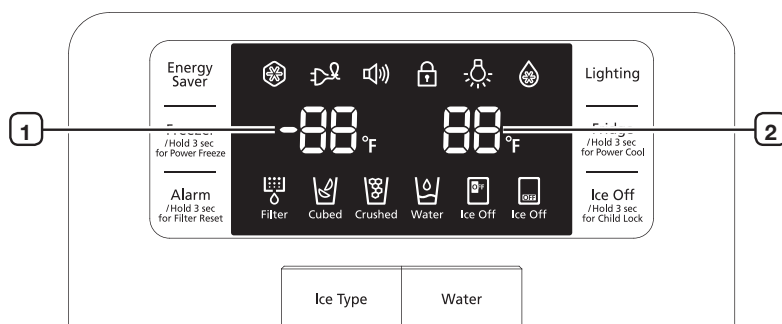 Energy
Saver
Lighting
1
-88°F
88°F
2
Freezer
/Hold 3 sec
for Power Freeze
Fridge
/Hold 3 sec
for Power Cool
Alarm
/Hold 3 sec
for Filter Reset
Filter
Cubed
Crushed
Water
OFF
Ice Off
OFF
Ice Off
Ice Off
/Hold 3 sec
for Child Lock
Ice Type
Water